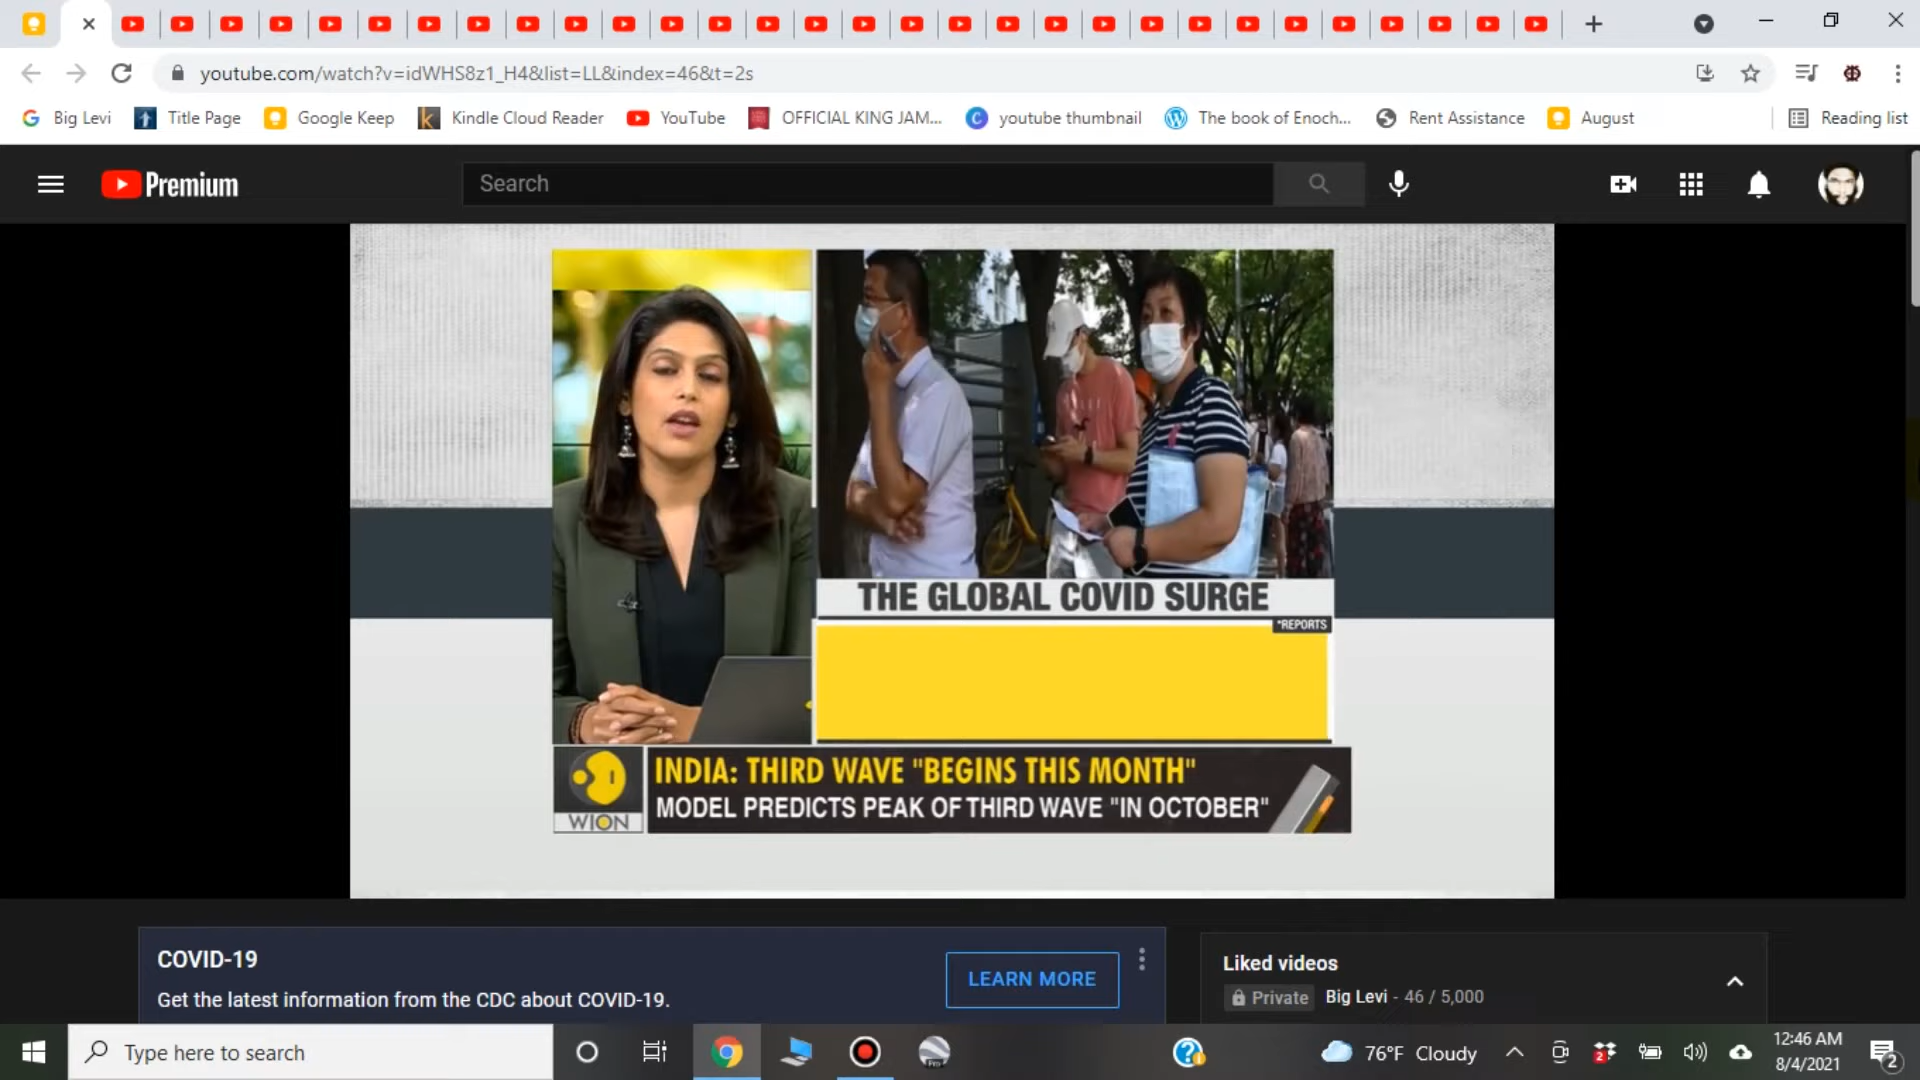 youtube.com/watch?v=idWHS8z1_H4&list=LL&index=46&t=2s
Big Levi
Title Page
Google Keep
Kindle Cloud Reader
YouTube
OFFICIAL KING JAM...
youtube thumbnail
The book of Enoch...
Rent Assistance
August
Reading list
Premium
Search
THE GLOBAL COVID SURGE
*REPORTS
INDIA: THIRD WAVE "BEGINS THIS MONTH"
MODEL PREDICTS PEAK OF THIRD WAVE "IN OCTOBER"
WION
COVID-19
Get the latest information from the CDC about COVID-19.
LEARN MORE
Liked videos
Private Big Levi - 46 / 5,000
Type here to search
76°F Cloudy
12:46 AM
8/4/2021
2
2